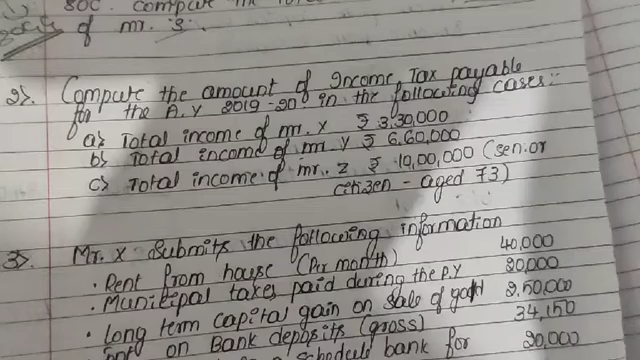 Soc. Compute the
of mr. S.
2). Compute the amount of Income Tax payable
for the A.Y 2019-20 in the following cases:-
a) Total income of mr. X ₹ 3,30,000
b) Total income of m Y ₹ 6,60,000
c) Total income of mr. Z ₹ 10,00,000 (senior
citizen - aged 73)
3). Mr. X Submits the following information
. Rent from house (per month) 40,000
. Municipal taxes paid during the P.Y 20,000
. Long term capital gain on sale of gold 2,50,000
on Bank deposits (gross) 34,150
schedule bank for 20,000